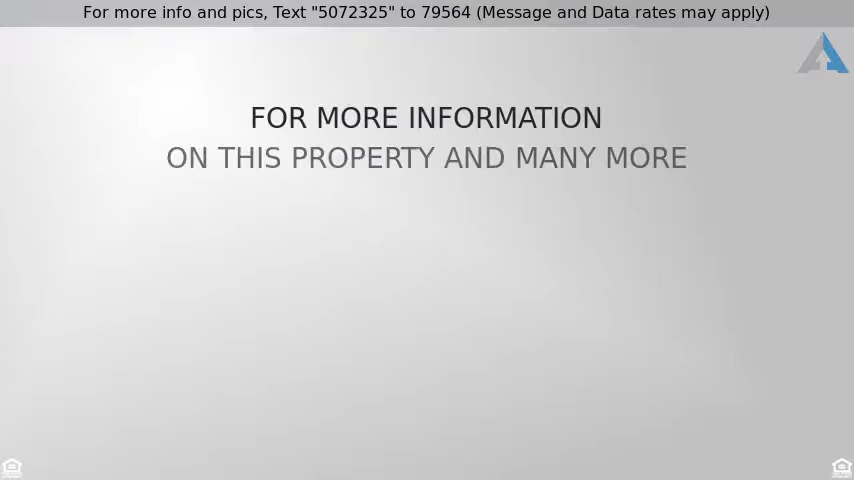 For more info and pics, Text "5072325" to 79564 (Message and Data rates may apply)
FOR MORE INFORMATION
ON THIS PROPERTY AND MANY MORE